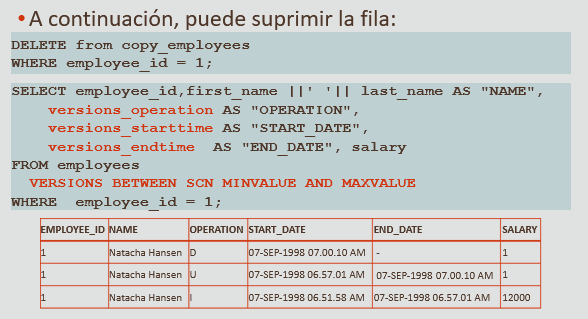 • A continuación, puede suprimir la fila:
DELETE from copy_employees
WHERE employee_id = 1;
SELECT employee_id,first_name ||' '|| last_name AS "NAME",
versions_operation AS "OPERATION",
versions_starttime AS "START_DATE",
versions_endtime AS "END_DATE", salary
FROM employees
VERSIONS BETWEEN SCN MINVALUE AND MAXVALUE
WHERE employee_id = 1;
EMPLOYEE_ID NAME OPERATION START_DATE END_DATE SALARY
1 Natacha Hansen D 07-SEP-1998 07.00.10 AM - 1
1 Natacha Hansen U 07-SEP-1998 06.57.01 AM 07-SEP-1998 07.00.10 AM 1
1 Natacha Hansen I 07-SEP-1998 06.51.58 AM 07-SEP-1998 06.57.01 AM 12000